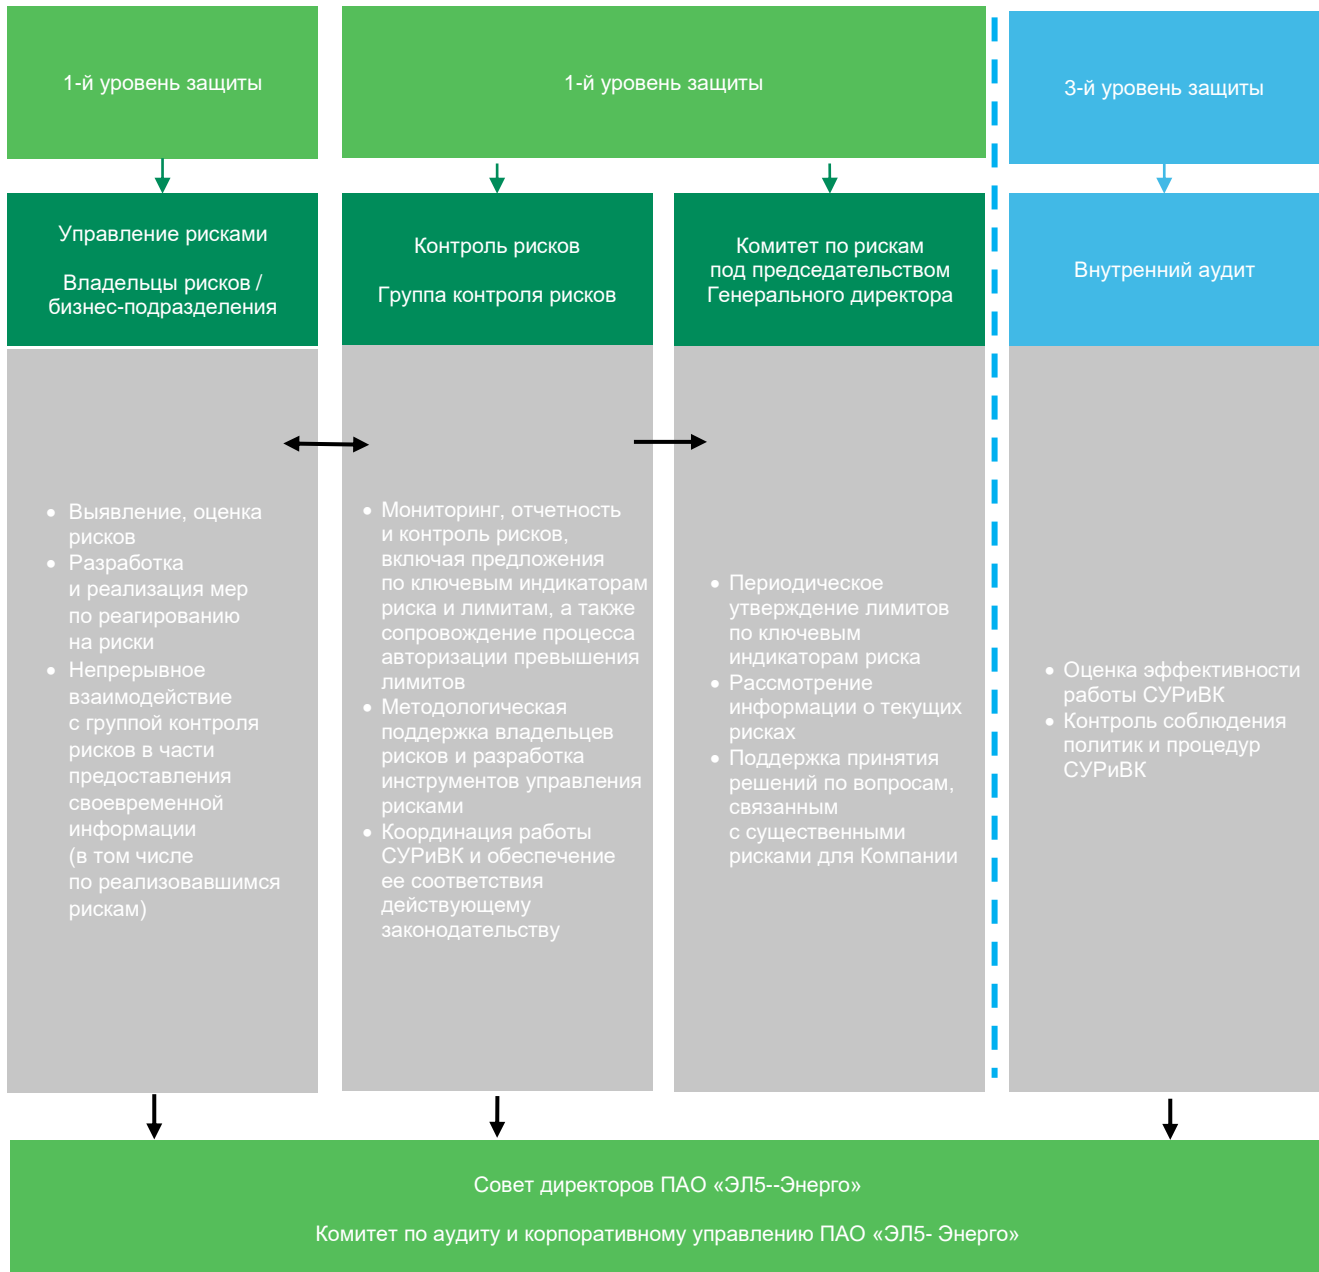 1-й уровень защиты
1-й уровень защиты
3-й уровень защиты
Управление рисками
Владельцы рисков /
бизнес-подразделения
Контроль рисков
Группа контроля рисков
Комитет по рискам
под председательством
Генерального директора
Внутренний аудит
• Выявление, оценка
рисков
• Разработка
и реализация мер
по реагированию
на риски
• Непрерывное
взаимодействие
с группой контроля
рисков в части
предоставления
своевременной
информации
(в том числе
по реализовавшимся
рискам)
• Мониторинг, отчетность
и контроль рисков,
включая предложения
по ключевым индикаторам
риска и лимитам, а также
сопровождение процесса
авторизации превышения
лимитов
• Методологическая
поддержка владельцев
рисков и разработка
инструментов управления
рисками
• Координация работы
СУРиВК и обеспечение
ее соответствия
действующему
законодательству
• Периодическое
утверждение лимитов
по ключевым
индикаторам риска
• Рассмотрение
информации о текущих
рисках
• Поддержка принятия
решений по вопросам,
связанным
с существенными
рисками для Компании
• Оценка эффективности
работы СУРиВК
• Контроль соблюдения
политик и процедур
СУРиВК
Совет директоров ПАО «ЭЛ5--Энерго»
Комитет по аудиту и корпоративному управлению ПАО «ЭЛ5- Энерго»